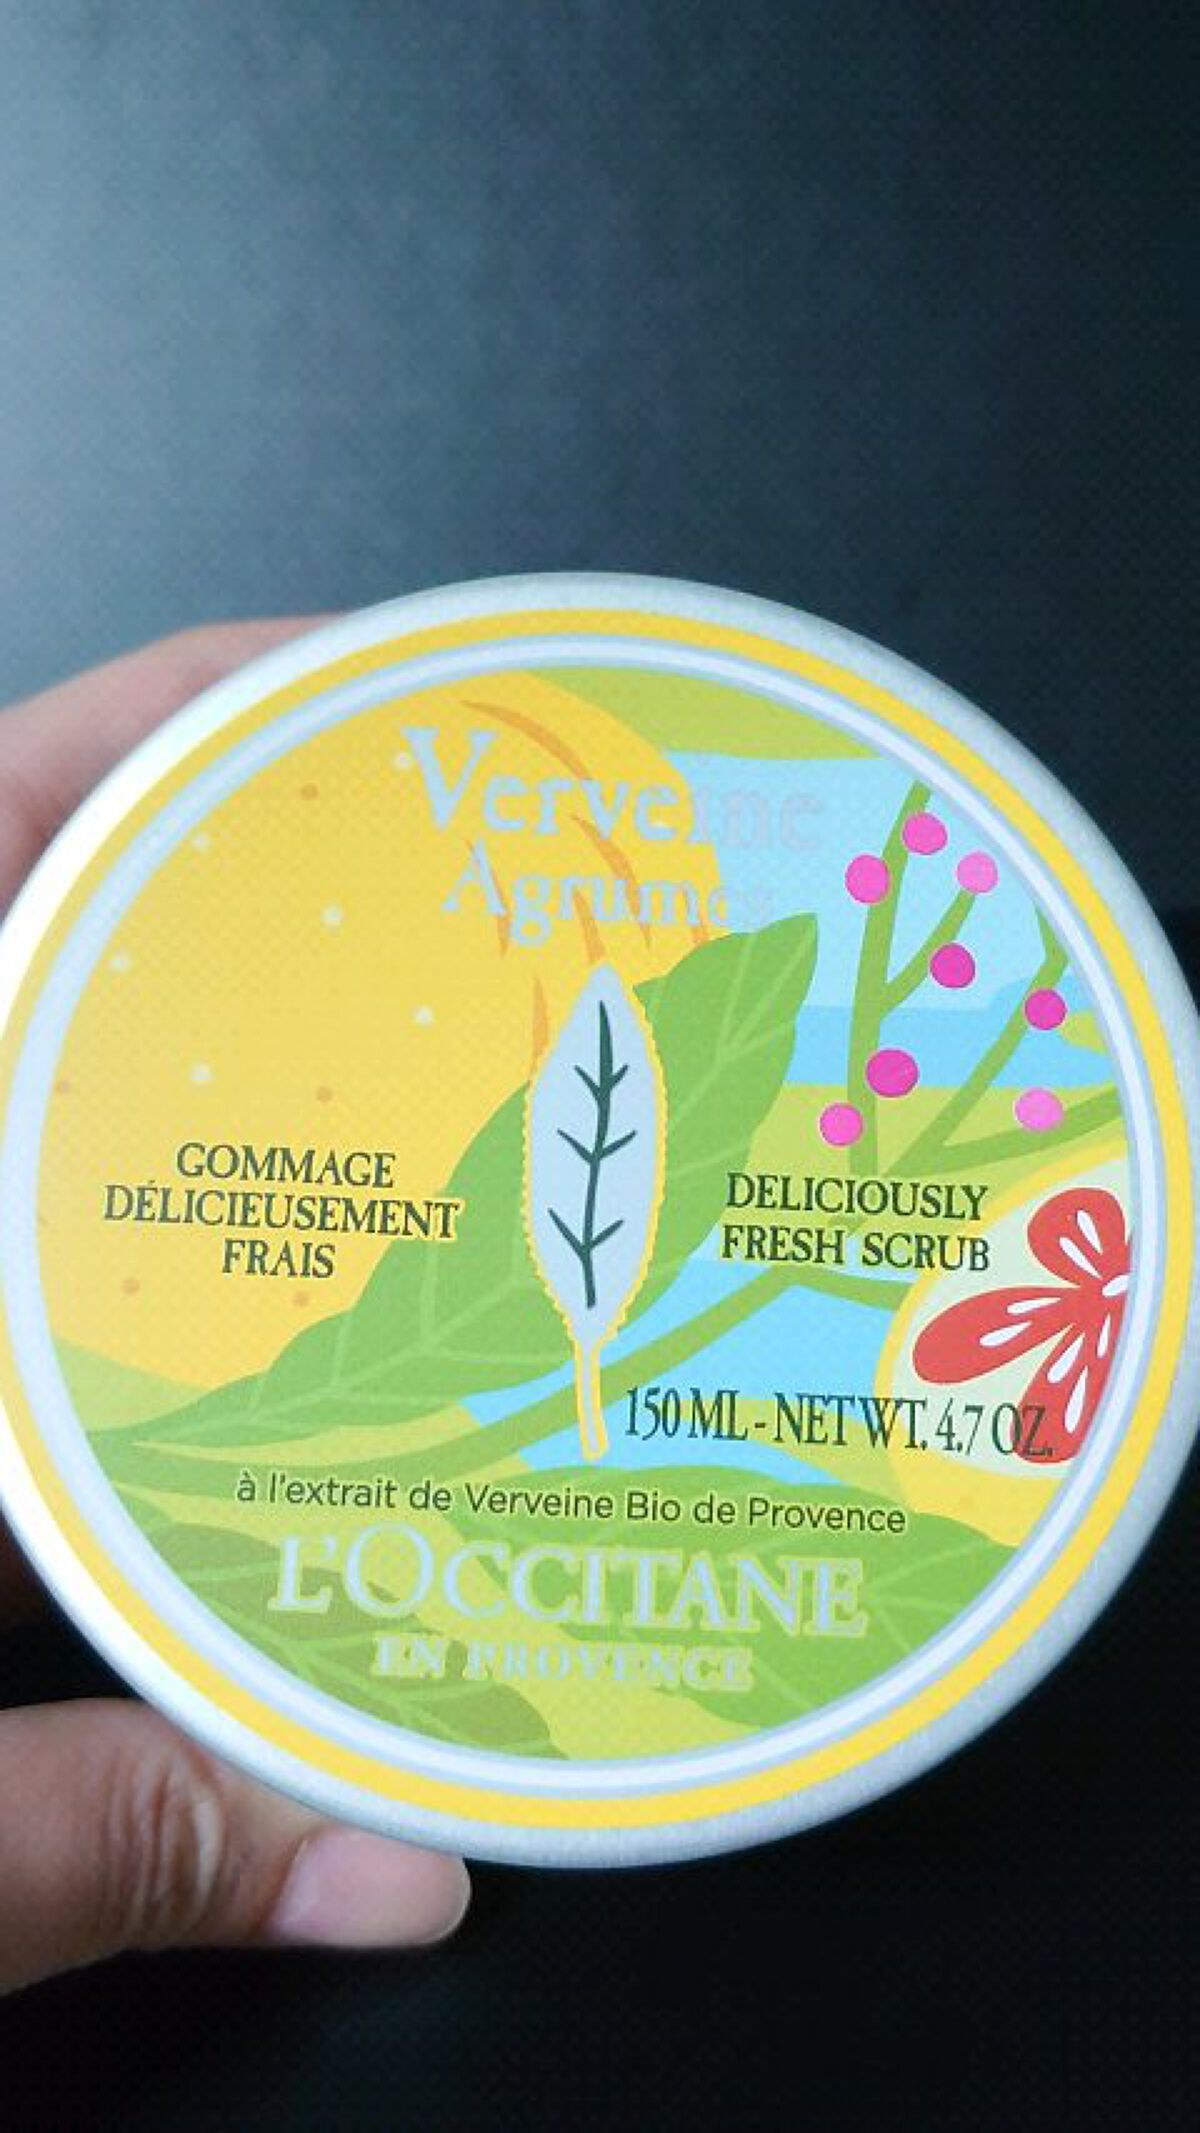 Verveine
Agrumes
GOMMAGE
DÉLICIEUSEMENT
FRAIS
DELICIOUSLY
FRESH SCRUB
150 ML - NET WT. 4.7 OZ.
à l'extrait de Verveine Bio de Provence
L'OCCITANE
EN PROVENCE